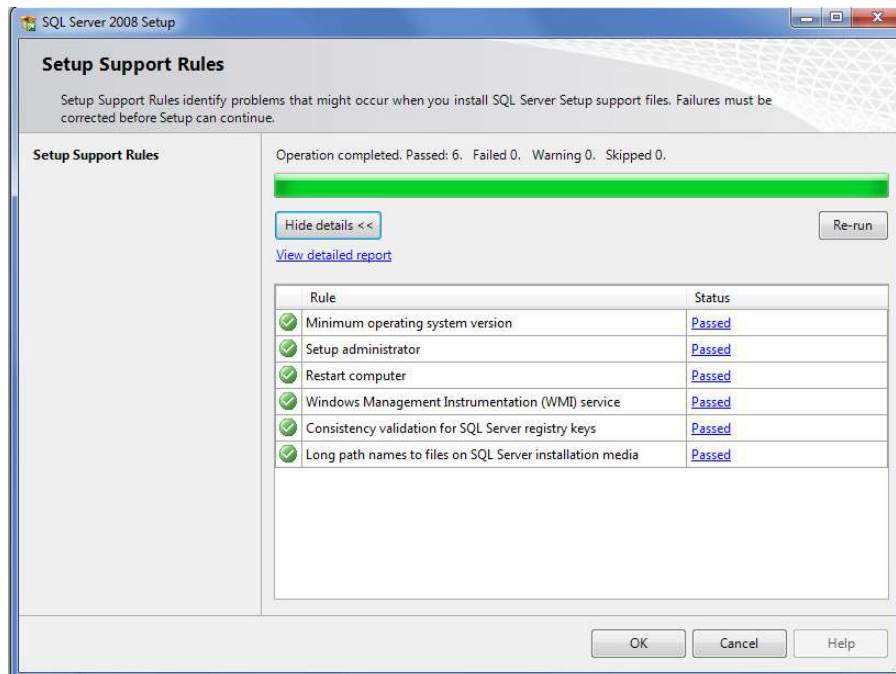 SQL Server 2008 Setup
Setup Support Rules
Setup Support Rules identify problems that might occur when you install SQL Server Setup support files. Failures must be
corrected before Setup can continue.
Setup Support Rules
Operation completed. Passed: 6. Failed 0. Warning 0. Skipped 0.
Hide details <<
Re-run
View detailed report
Rule Status
Minimum operating system version Passed
Setup administrator Passed
Restart computer Passed
Windows Management Instrumentation (WMI) service Passed
Consistency validation for SQL Server registry keys Passed
Long path names to files on SQL Server installation media Passed
OK Cancel Help